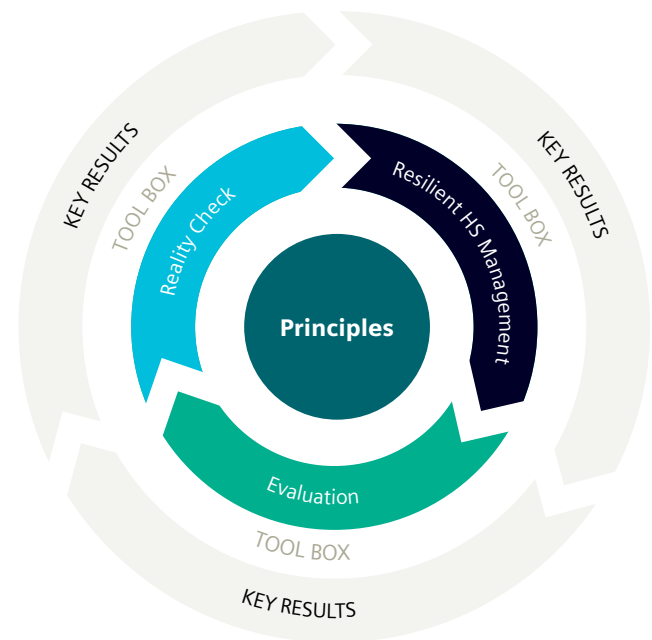 KEY RESULTS
TOOL BOX
Reality Check
KEY RESULTS
TOOL BOX
Resilient HS Management
Principles
Evaluation
TOOL BOX
KEY RESULTS